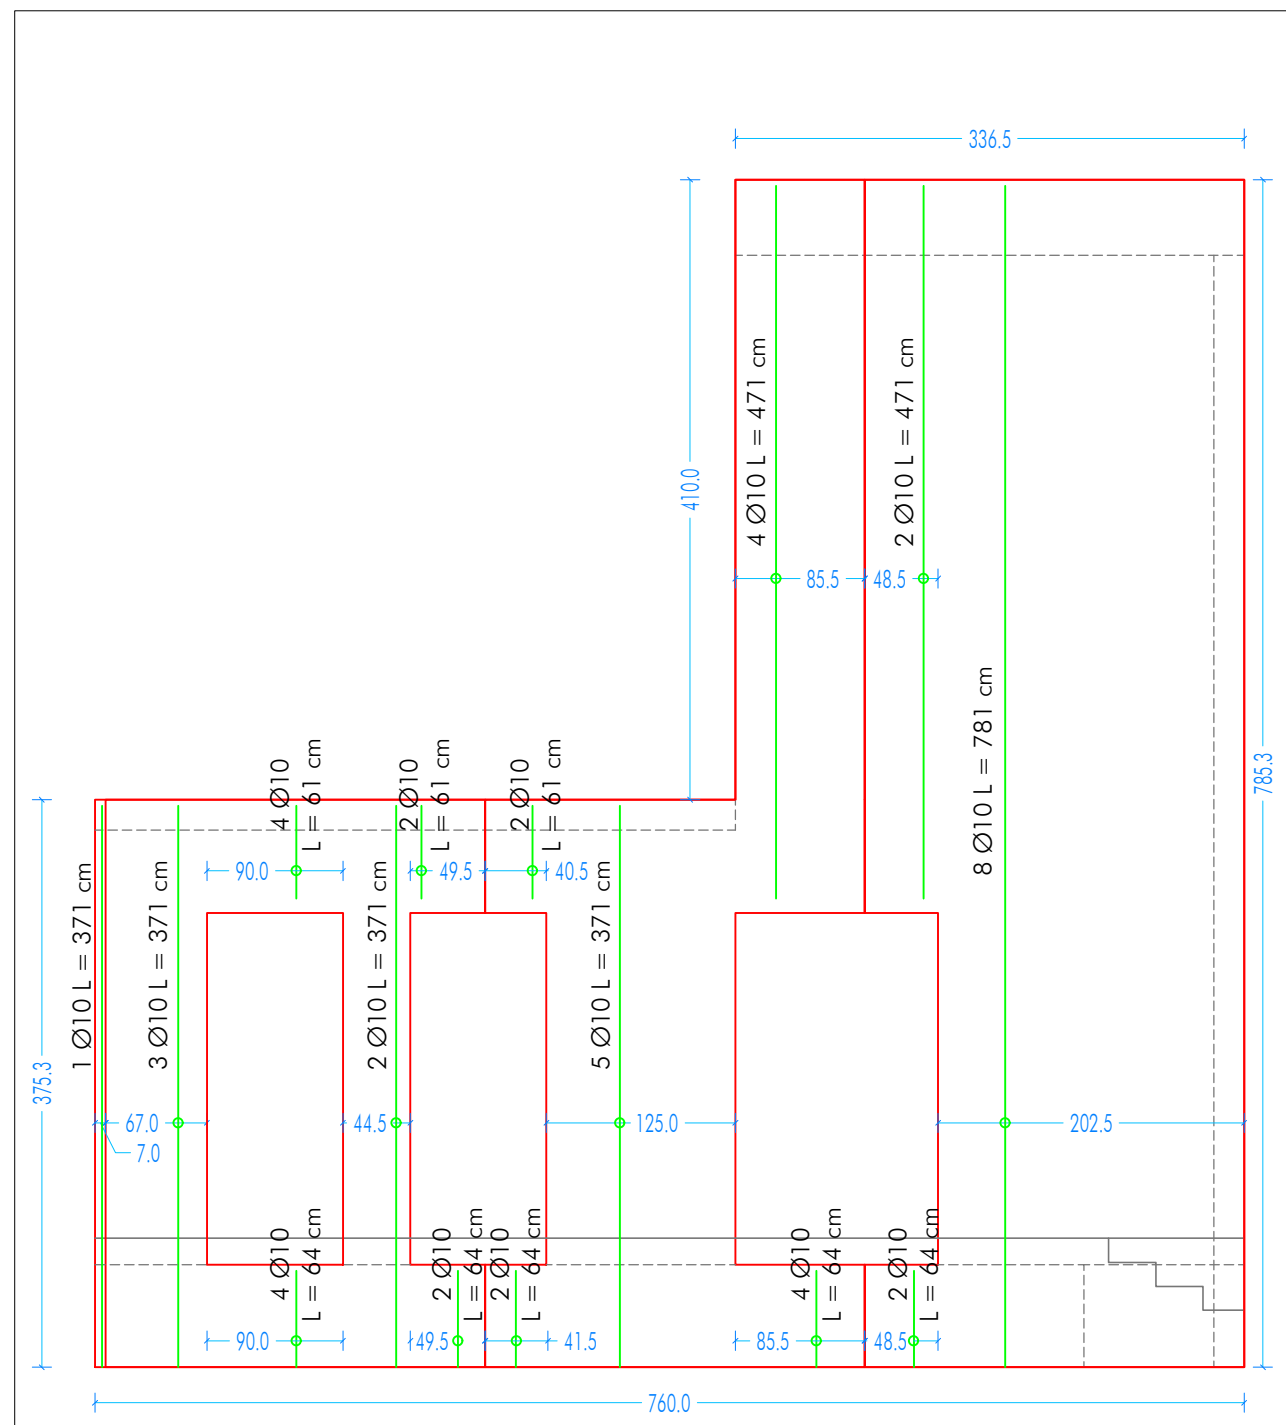 336.5
4 Ø10 L = 471 cm
2 Ø10 L = 471 cm
410.0
85.5
48.5
8 Ø10 L = 781 cm
785.3
4 Ø10
L = 61 cm
2 Ø10
L = 61 cm
2 Ø10
L = 61 cm
90.0
49.5
40.5
1 Ø10 L = 371 cm
3 Ø10 L = 371 cm
2 Ø10 L = 371 cm
5 Ø10 L = 371 cm
375.3
67.0
7.0
44.5
125.0
202.5
4 Ø10
L = 64 cm
2 Ø10
L = 64 cm
2 Ø10
L = 64 cm
4 Ø10
L = 64 cm
2 Ø10
L = 64 cm
90.0
49.5
41.5
85.5
48.5
760.0